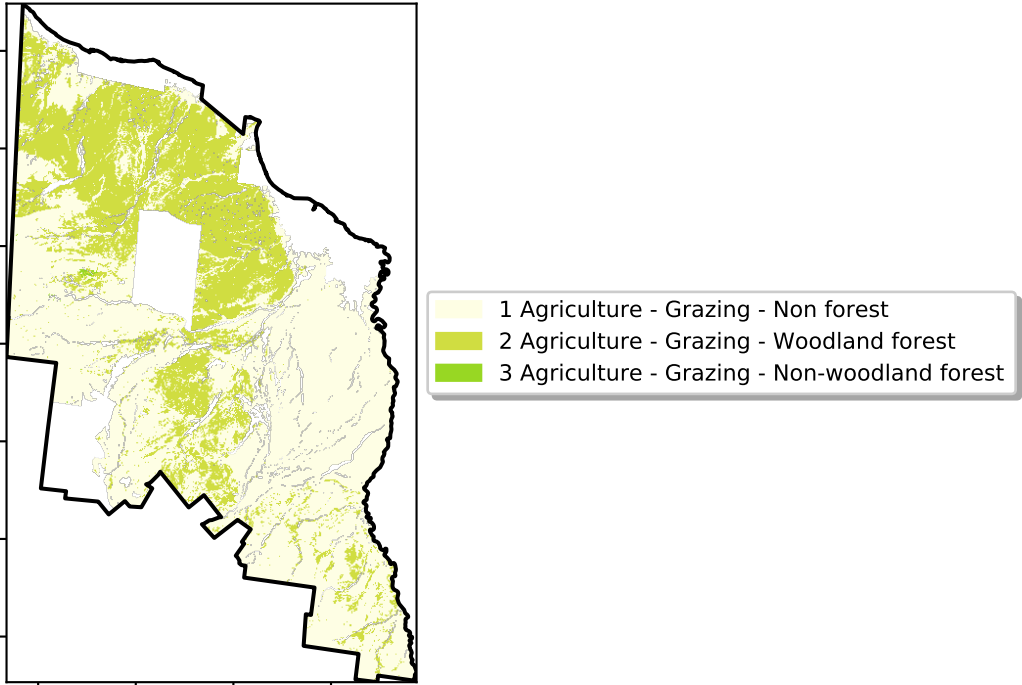 1 Agriculture - Grazing - Non forest
2 Agriculture - Grazing - Woodland forest
3 Agriculture - Grazing - Non-woodland forest